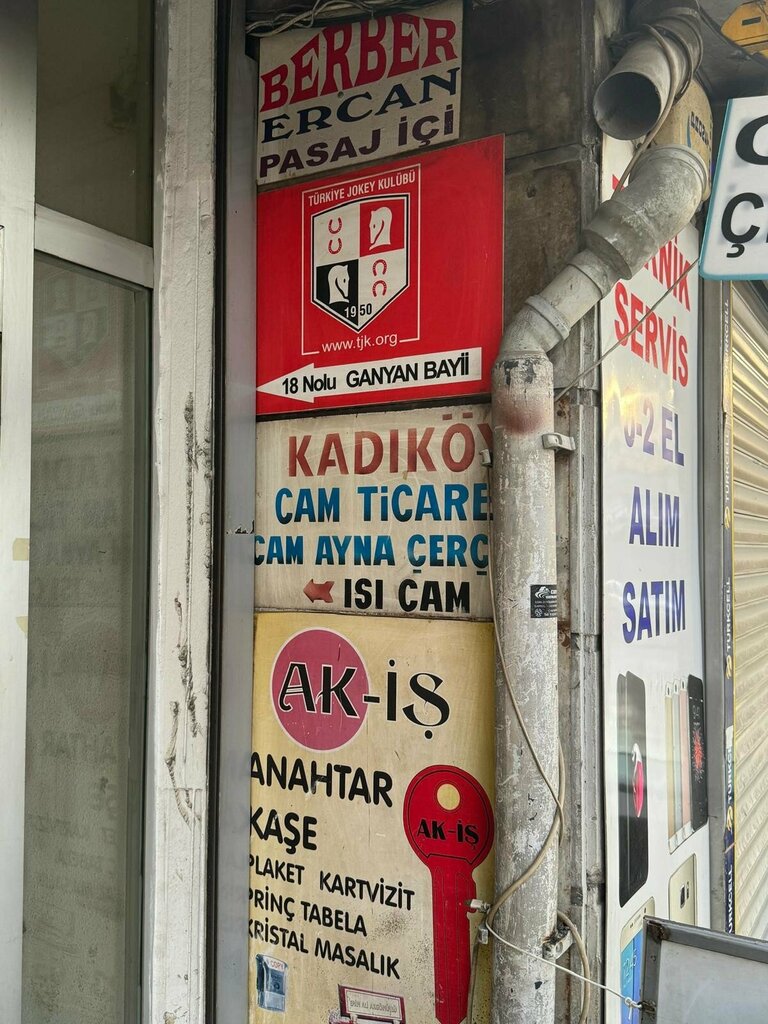 BERBER
ERCAN
PASAJ İÇİ
TÜRKİYE JOKEY KULÜBÜ
1950
www.tjk.org
18 Nolu GANYAN BAYİİ
KADIKÖY
CAM TİCARE
CAM AYNA ÇERÇ
ISI CAM
AK-İŞ
ANAHTAR
KAŞE
AK-İŞ
PLAKET KARTVİZİT
PRİNÇ TABELA
KRİSTAL MASALIK
SERVİS
0-2 EL
ALIM
SATIM
TURKCELL